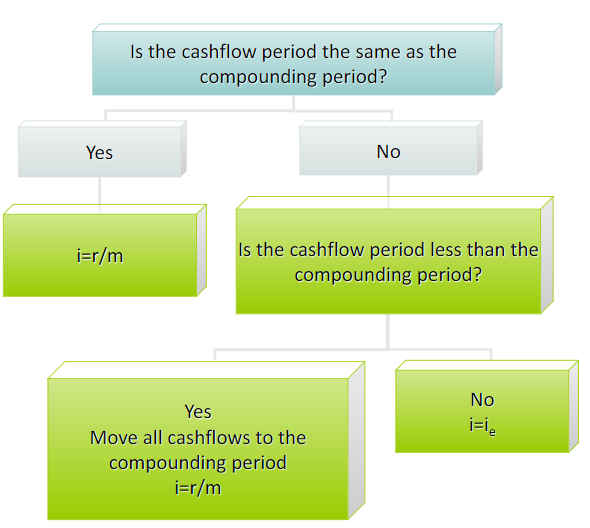 Is the cashflow period the same as the
compounding period?
Yes
No
i=r/m
Is the cashflow period less than the
compounding period?
Yes
Move all cashflows to the
compounding period
i=r/m
No
i=iₑ